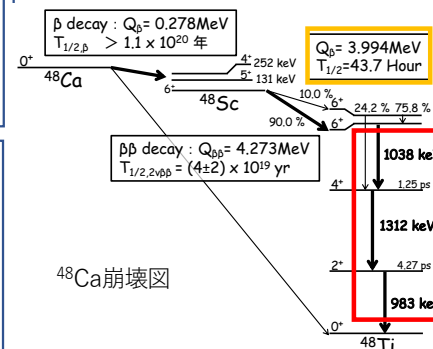 β decay : Qβ= 0.278MeV
T1/2,β > 1.1 x 10^20 年
Qβ= 3.994MeV
T1/2=43.7 Hour
0+
48Ca
4+ 252 keV
5+ 131 keV
6+
48Sc
10.0 %
90.0 %
6+ 24.2 % 75.8 %
6+
ββ decay : Qββ= 4.273MeV
T1/2,2νββ = (4±2) x 10^19 yr
1038 ke
4+ 1.25 ps
1312 keV
48Ca崩壊図
2+ 4.27 ps
983 ke
0+
48Ti